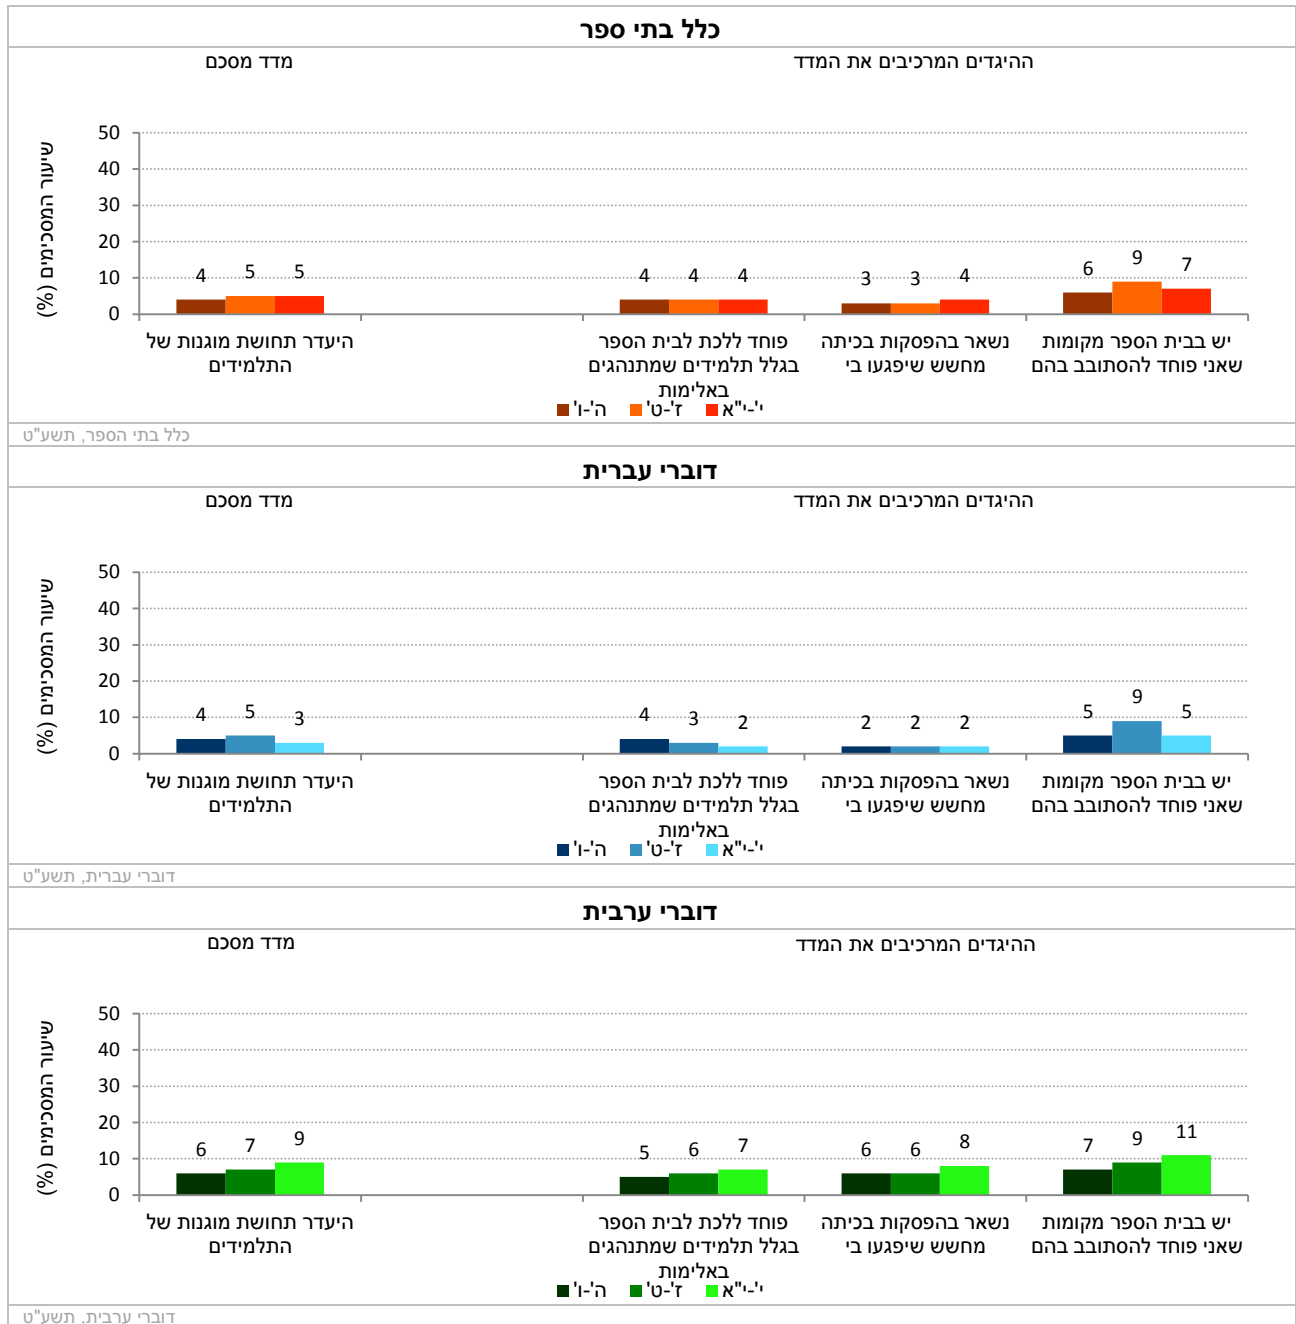 כלל בתי ספר
ההיגדים המרכיבים את המדד
מדד מסכם
שיעור המסכימים (%)
50
40
30
20
10
0
4 5 5 4 4 4 3 3 4 6 9 7
היעדר תחושת מוגנות של
התלמידים
פוחד ללכת לבית הספר
בגלל תלמידים שמתנהגים
באלימות
נשאר בהפסקות בכיתה
מחשש שיפגעו בי
יש בבית הספר מקומות
שאני פוחד להסתובב בהם
ה'-ו' ז'-ט' י'-י"א
כלל בתי הספר, תשע"ט
דוברי עברית
ההיגדים המרכיבים את המדד
מדד מסכם
שיעור המסכימים (%)
50
40
30
20
10
0
4 5 3 4 3 2 2 2 2 5 9 5
היעדר תחושת מוגנות של
התלמידים
פוחד ללכת לבית הספר
בגלל תלמידים שמתנהגים
באלימות
נשאר בהפסקות בכיתה
מחשש שיפגעו בי
יש בבית הספר מקומות
שאני פוחד להסתובב בהם
ה'-ו' ז'-ט' י'-י"א
דוברי עברית, תשע"ט
דוברי ערבית
ההיגדים המרכיבים את המדד
מדד מסכם
שיעור המסכימים (%)
50
40
30
20
10
0
6 7 9 5 6 7 6 6 8 7 9 11
היעדר תחושת מוגנות של
התלמידים
פוחד ללכת לבית הספר
בגלל תלמידים שמתנהגים
באלימות
נשאר בהפסקות בכיתה
מחשש שיפגעו בי
יש בבית הספר מקומות
שאני פוחד להסתובב בהם
ה'-ו' ז'-ט' י'-י"א
דוברי ערבית, תשע"ט